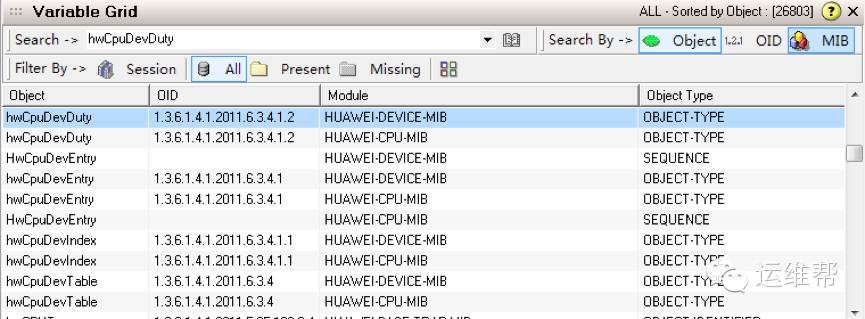 Variable Grid ALL - Sorted by Object : [26803] ?
Search -> hwCpuDevDuty Search By -> Object 1.2.1 OID MIB
Filter By -> Session All Present Missing
Object OID Module Object Type
hwCpuDevDuty 1.3.6.1.4.1.2011.6.3.4.1.2 HUAWEI-DEVICE-MIB OBJECT-TYPE
hwCpuDevDuty 1.3.6.1.4.1.2011.6.3.4.1.2 HUAWEI-CPU-MIB OBJECT-TYPE
HwCpuDevEntry HUAWEI-DEVICE-MIB SEQUENCE
hwCpuDevEntry 1.3.6.1.4.1.2011.6.3.4.1 HUAWEI-DEVICE-MIB OBJECT-TYPE
hwCpuDevEntry 1.3.6.1.4.1.2011.6.3.4.1 HUAWEI-CPU-MIB OBJECT-TYPE
HwCpuDevEntry HUAWEI-CPU-MIB SEQUENCE
hwCpuDevIndex 1.3.6.1.4.1.2011.6.3.4.1.1 HUAWEI-DEVICE-MIB OBJECT-TYPE
hwCpuDevIndex 1.3.6.1.4.1.2011.6.3.4.1.1 HUAWEI-CPU-MIB OBJECT-TYPE
hwCpuDevTable 1.3.6.1.4.1.2011.6.3.4 HUAWEI-DEVICE-MIB OBJECT-TYPE
hwCpuDevTable 1.3.6.1.4.1.2011.6.3.4 HUAWEI-CPU-MIB OBJECT-TYPE
运维帮